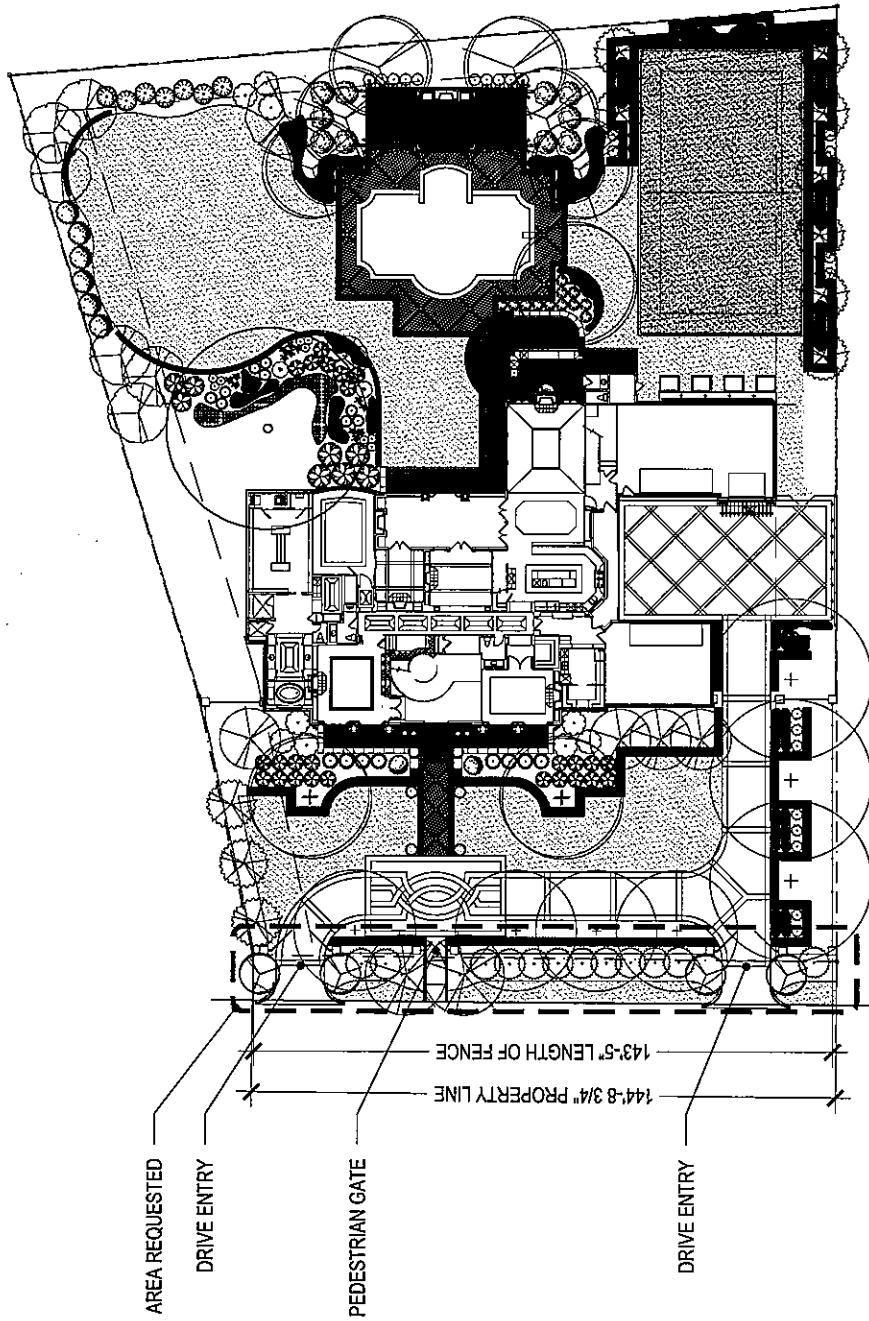 AREA REQUESTED
DRIVE ENTRY
PEDESTRIAN GATE
DRIVE ENTRY
144'-8 3/4" PROPERTY LINE
143'-5" LENGTH OF FENCE